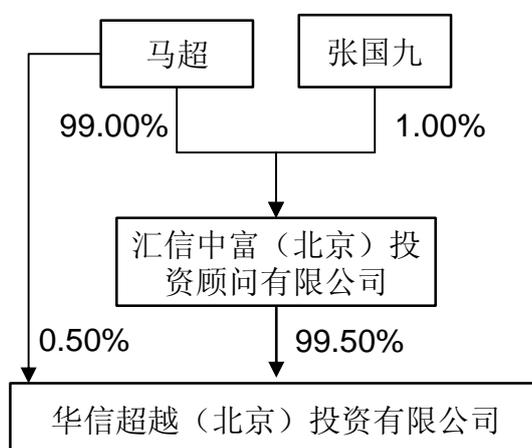 马超
张国九
99.00%
1.00%
汇信中富（北京）投
资顾问有限公司
0.50%
99.50%
华信超越（北京）投资有限公司